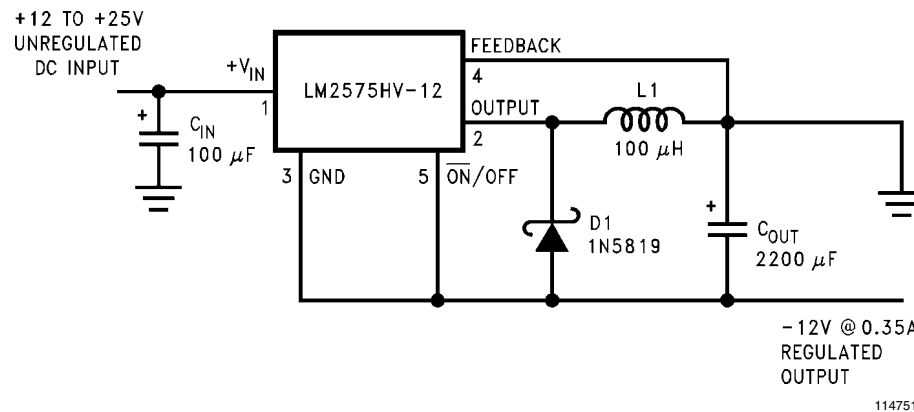 +12 TO +25V
UNREGULATED
DC INPUT
+VIN
1
+
CIN
100 μF
LM2575HV-12
FEEDBACK
4
OUTPUT
2
3 GND
5 ON/OFF
L1
100 μH
D1
1N5819
+
COUT
2200 μF
-12V @ 0.35A
REGULATED
OUTPUT
114751